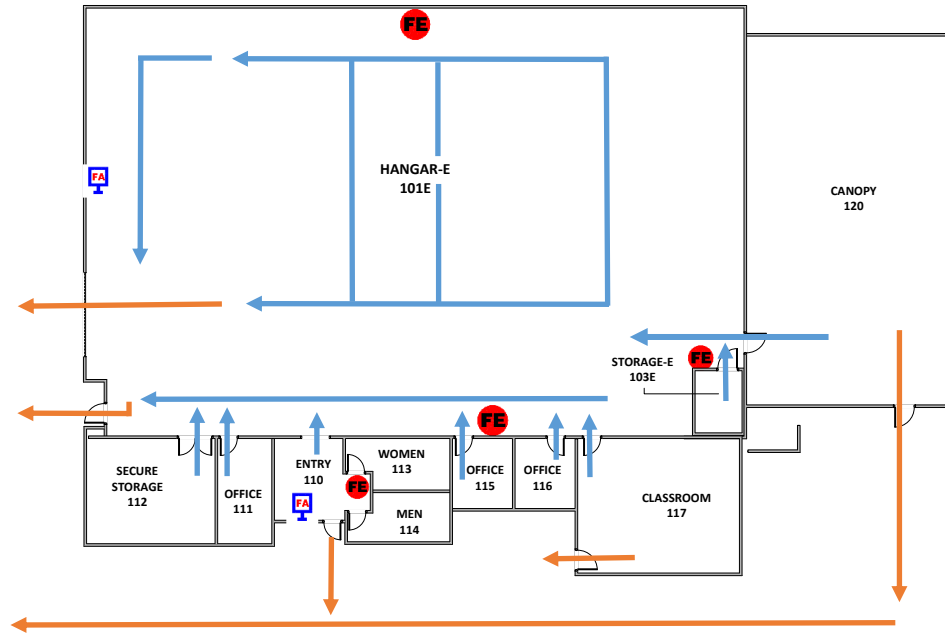 FE
HANGAR-E
101E
FA
CANOPY
120
STORAGE-E
103E
FE
FE
SECURE
STORAGE
112
OFFICE
111
ENTRY
110
FA
WOMEN
113
FE
MEN
114
OFFICE
115
OFFICE
116
CLASSROOM
117